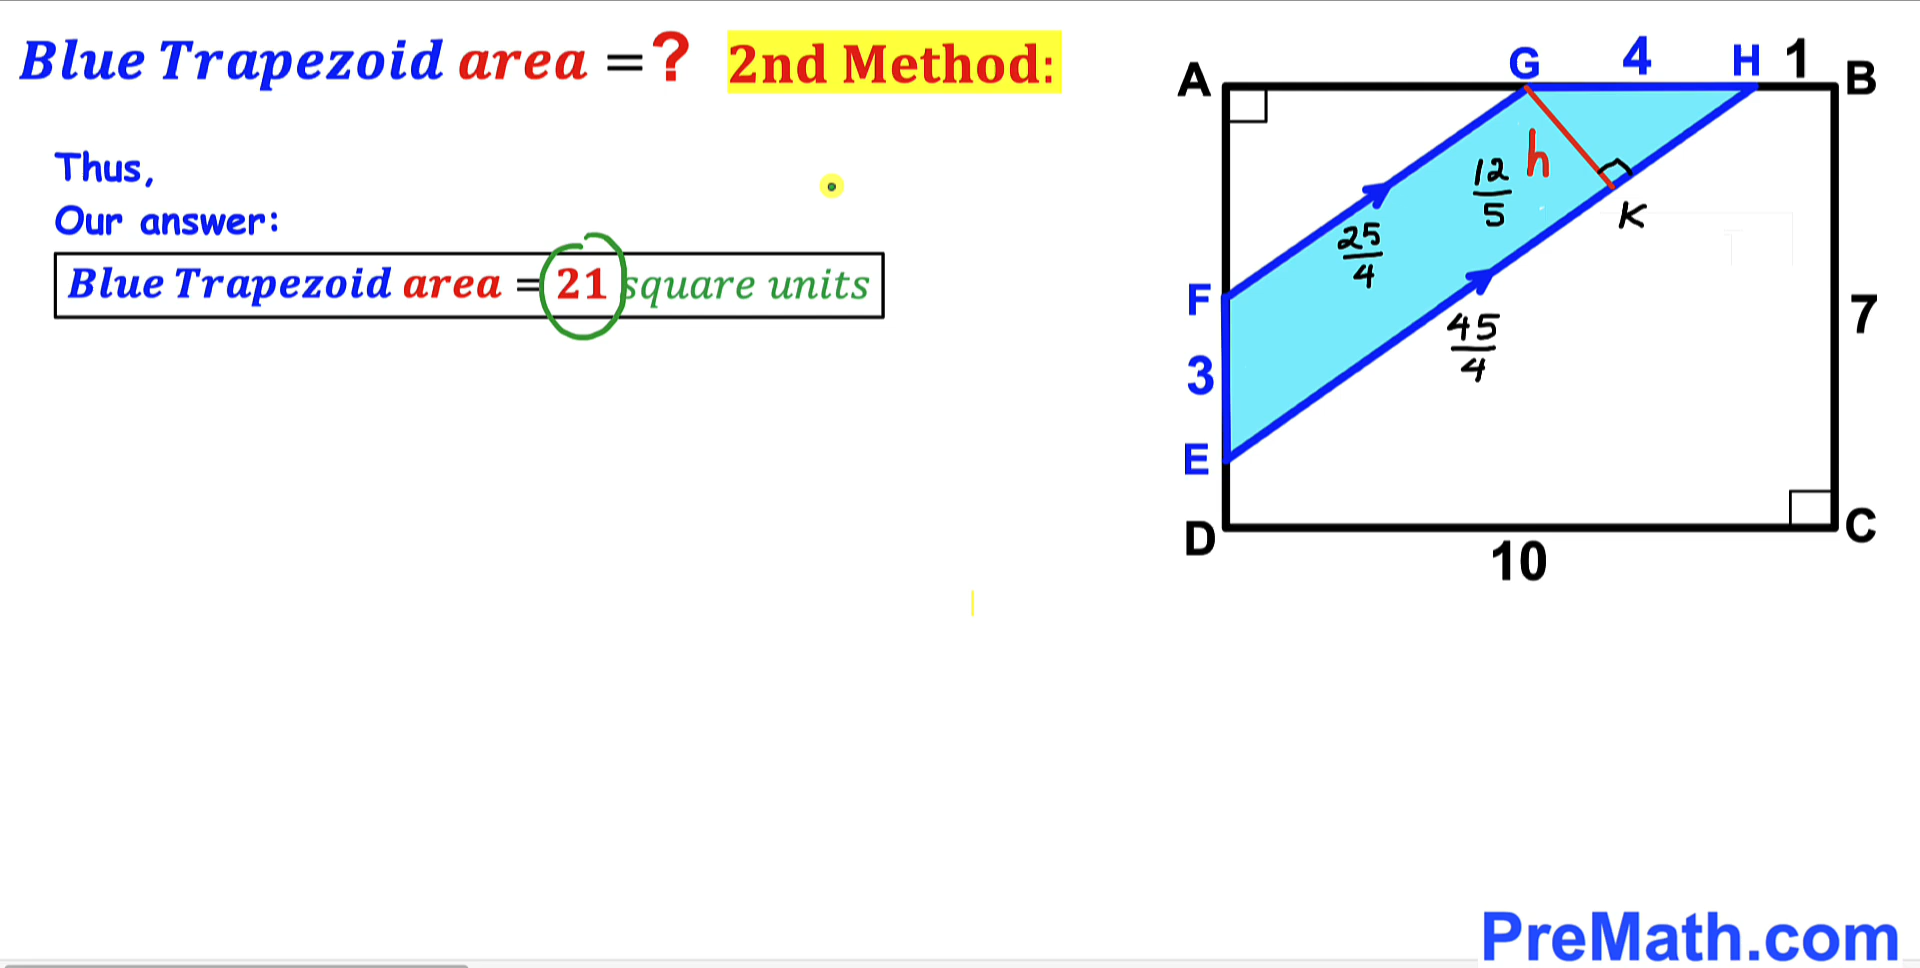 Blue Trapezoid area = ? 2nd Method:
Thus,
Our answer:
Blue Trapezoid area = 21 square units
A G 4 H 1 B
h
12
5
K
25
4
F
45
4
7
3
E
D C
10
PreMath.com